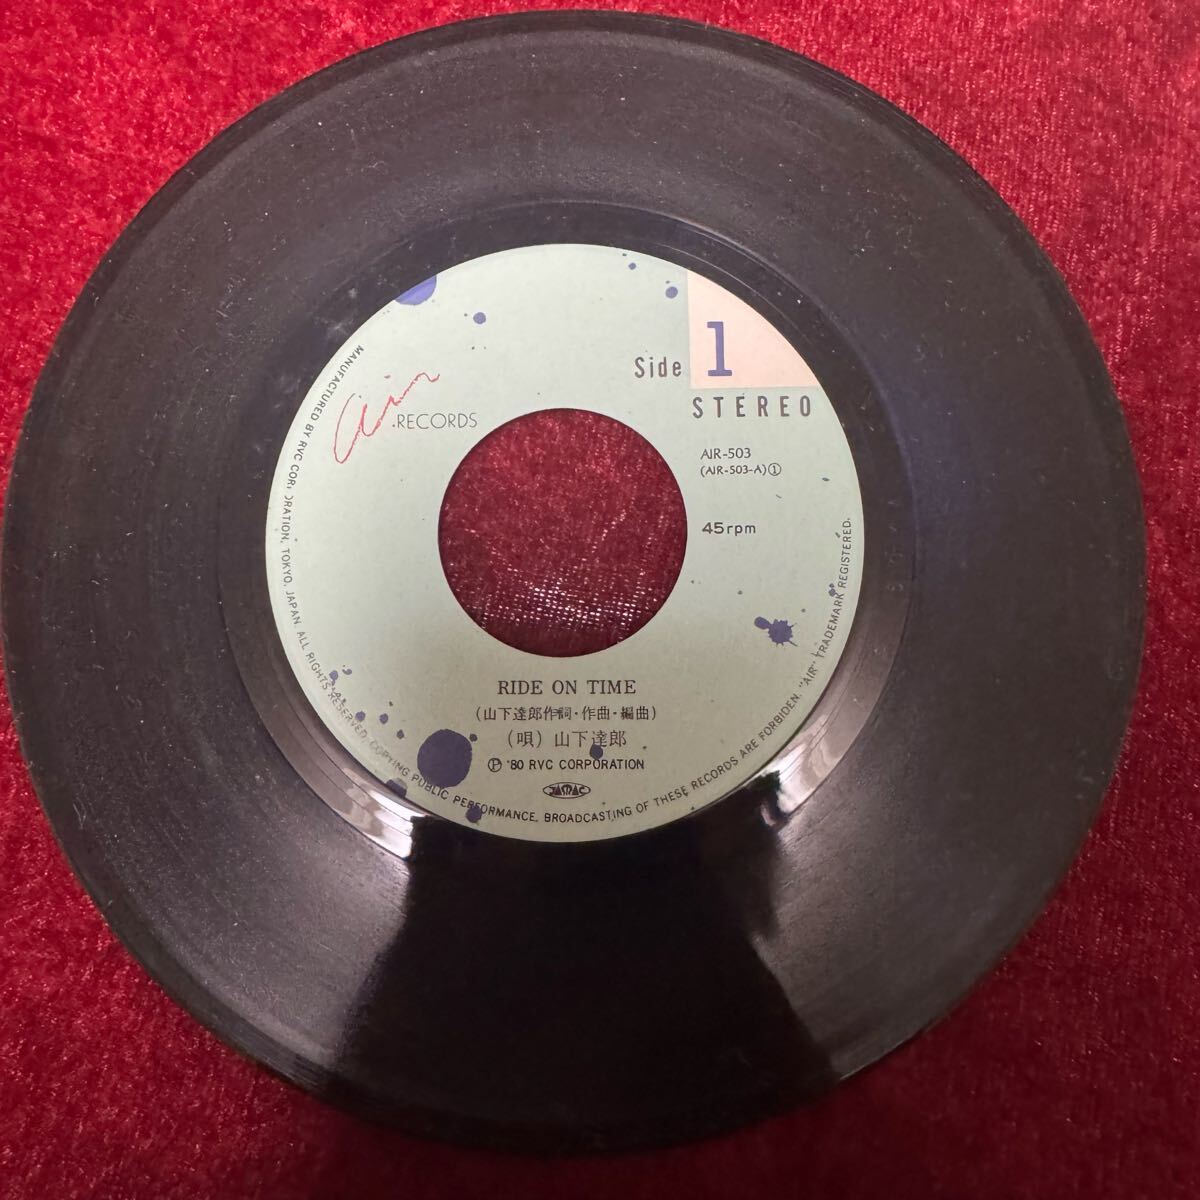 air RECORDS
Side 1
STEREO
AIR-503
(AIR-503-A)①
45rpm
RIDE ON TIME
(山下達郎作詞・作曲・編曲)
(唄) 山下達郎
Ⓟ '80 RVC CORPORATION
JASRAC
MANUFACTURED BY RVC CORPORATION, TOKYO, JAPAN. ALL RIGHTS RESERVED. COPYING PUBLIC PERFORMANCE, BROADCASTING OF THESE RECORDS ARE FORBIDDEN. "AIR" TRADEMARK REGISTERED.